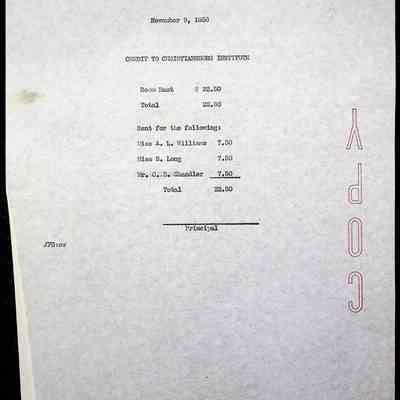 November 9, 1950
CREDIT TO CHRISTIANSBURG INSTITUTE
Room Rent $ 22.50
Total 22.50
Rent for the following:
Miss A. L. Williams 7.50
Miss S. Long 7.50
Mr. C. D. Chandler 7.50
Total 22.50
Principal
COPY